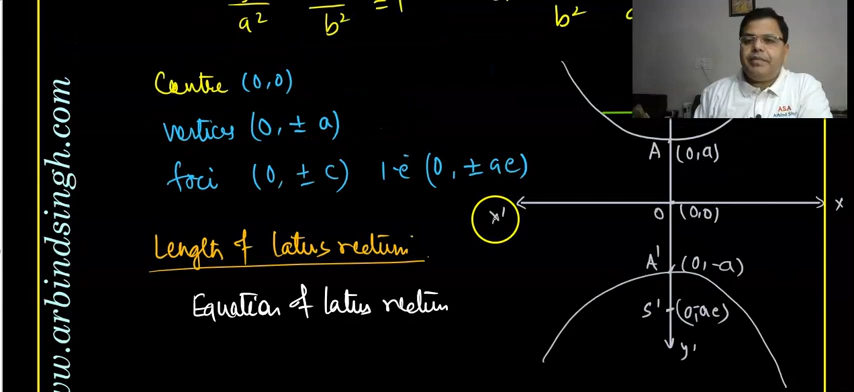 a² b² = 1
b²
Centre (0,0)
vertices (0, ± a)
foci (0, ± c) i.e (0, ± ae)
Length of Latus rectum
Equation of latus rectum
A (0,a)
X' O (0,0) X
A' (0,-a)
S' (0,-ae)
y'
ASA
www.arbindsingh.com